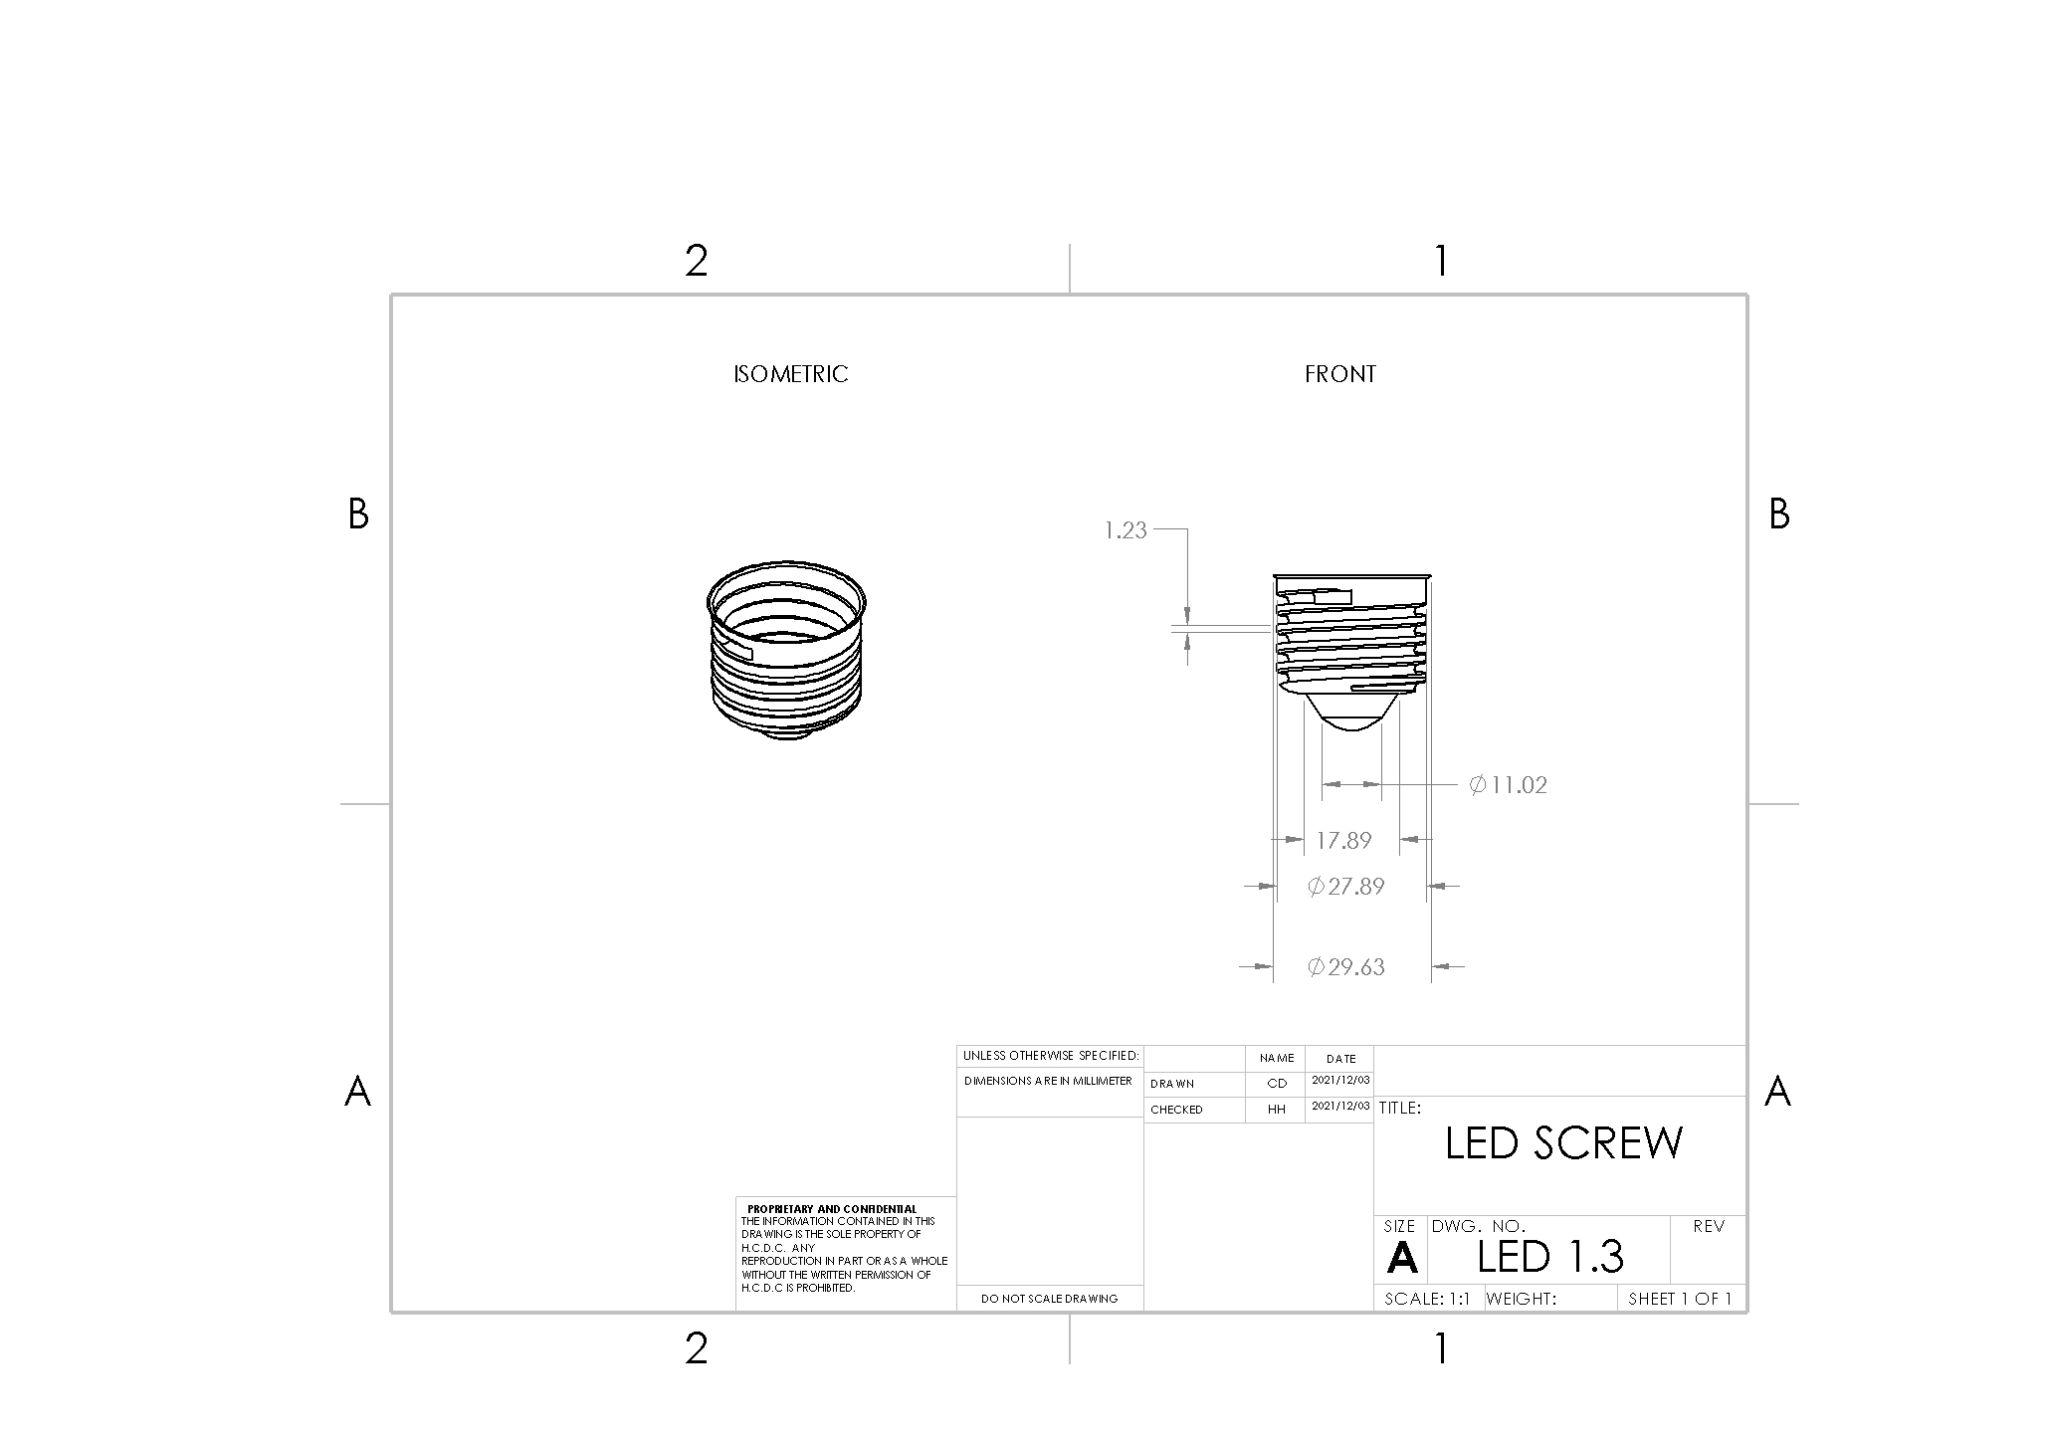 2 1
ISOMETRIC FRONT
B B
1.23
Ø11.02
17.89
Ø27.89
Ø29.63
A A
UNLESS OTHERWISE SPECIFIED:
DIMENSIONS ARE IN MILLIMETER
NAME DATE
DRAWN CD 2021/12/03
CHECKED HH 2021/12/03
TITLE:
LED SCREW
PROPRIETARY AND CONFIDENTIAL
THE INFORMATION CONTAINED IN THIS
DRAWING IS THE SOLE PROPERTY OF
H.C.D.C. ANY
REPRODUCTION IN PART OR AS A WHOLE
WITHOUT THE WRITTEN PERMISSION OF
H.C.D.C IS PROHIBITED.
DO NOT SCALE DRAWING
SIZE DWG. NO. REV
A LED 1.3
SCALE: 1:1 WEIGHT: SHEET 1 OF 1
2 1